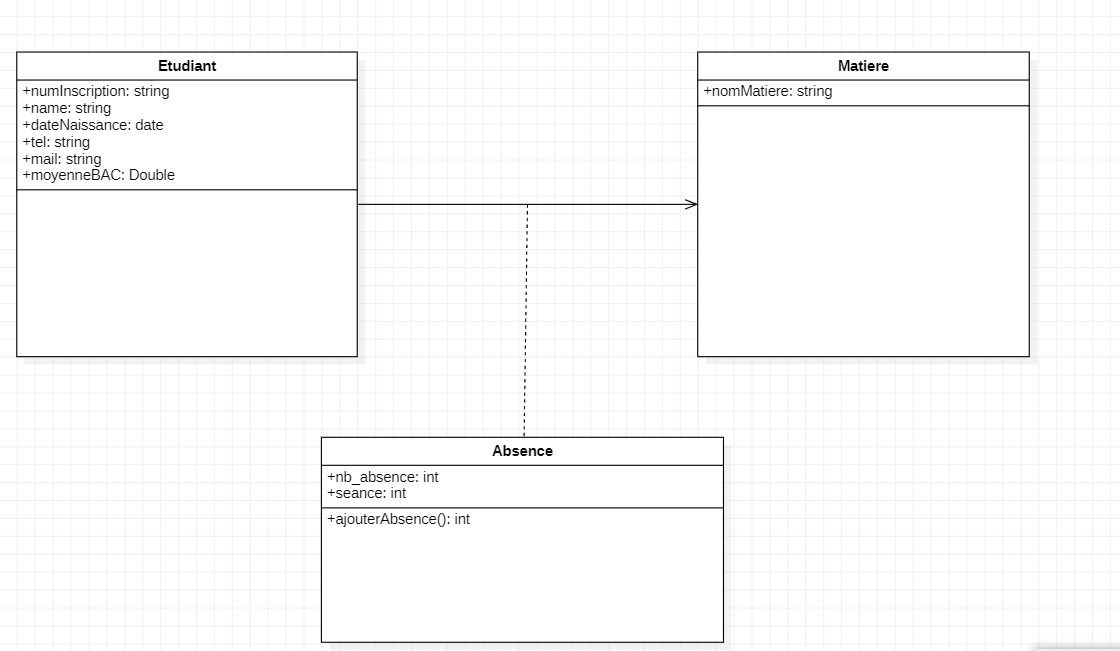 Etudiant
+numInscription: string
+name: string
+dateNaissance: date
+tel: string
+mail: string
+moyenneBAC: Double
Matiere
+nomMatiere: string
Absence
+nb_absence: int
+seance: int
+ajouterAbsence(): int